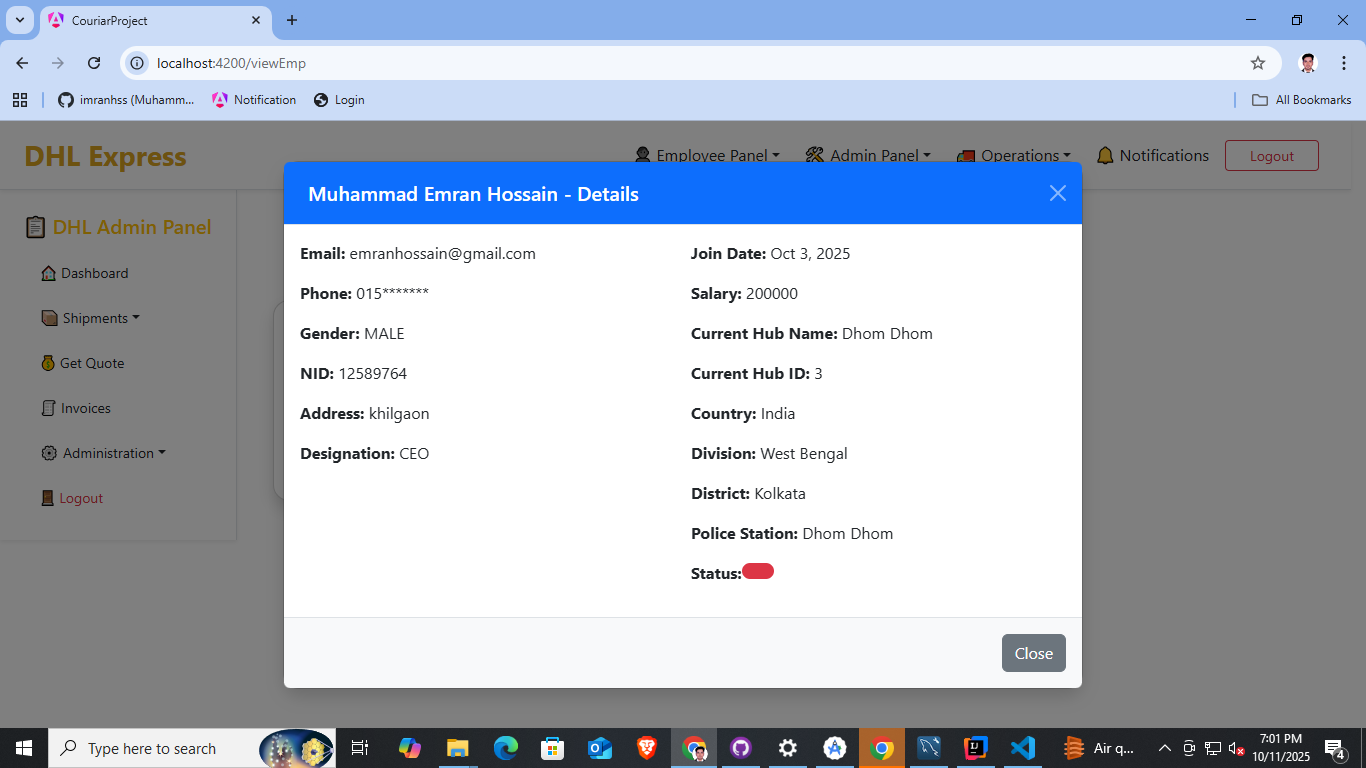 CouriarProject
localhost:4200/viewEmp
imranhss (Muhamm...
Notification
Login
All Bookmarks
DHL Express
Employee Panel
Admin Panel
Operations
Notifications
Logout
DHL Admin Panel
Dashboard
Shipments
Get Quote
Invoices
Administration
Logout
Muhammad Emran Hossain - Details
Email: emranhossain@gmail.com
Phone: 015*******
Gender: MALE
NID: 12589764
Address: khilgaon
Designation: CEO
Join Date: Oct 3, 2025
Salary: 200000
Current Hub Name: Dhom Dhom
Current Hub ID: 3
Country: India
Division: West Bengal
District: Kolkata
Police Station: Dhom Dhom
Status:
Close
Type here to search
Air q...
7:01 PM
10/11/2025
4